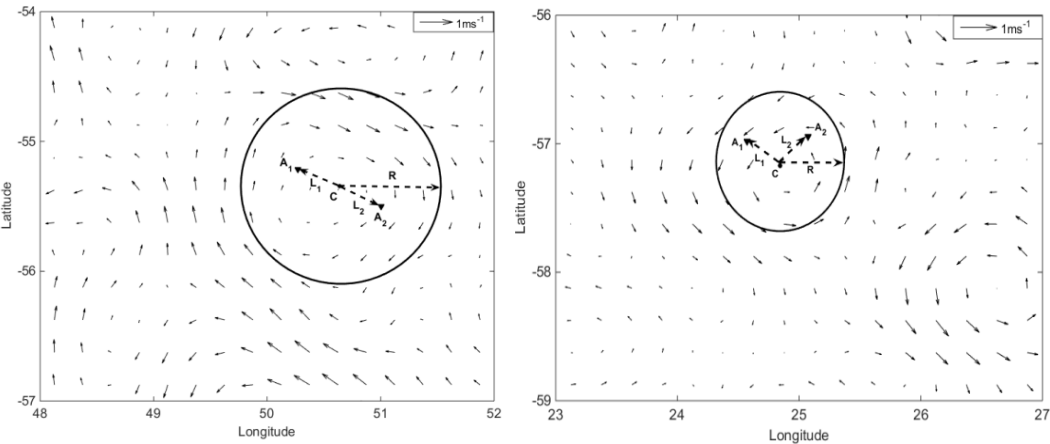 -54
-55
-56
-57
48
49
50
51
52
Latitude
Longitude
1ms-1
A1
L1
C
R
L2
A2
-56
-57
-58
-59
23
24
25
26
27
Latitude
Longitude
1ms-1
A1
L1
C
R
L2
A2